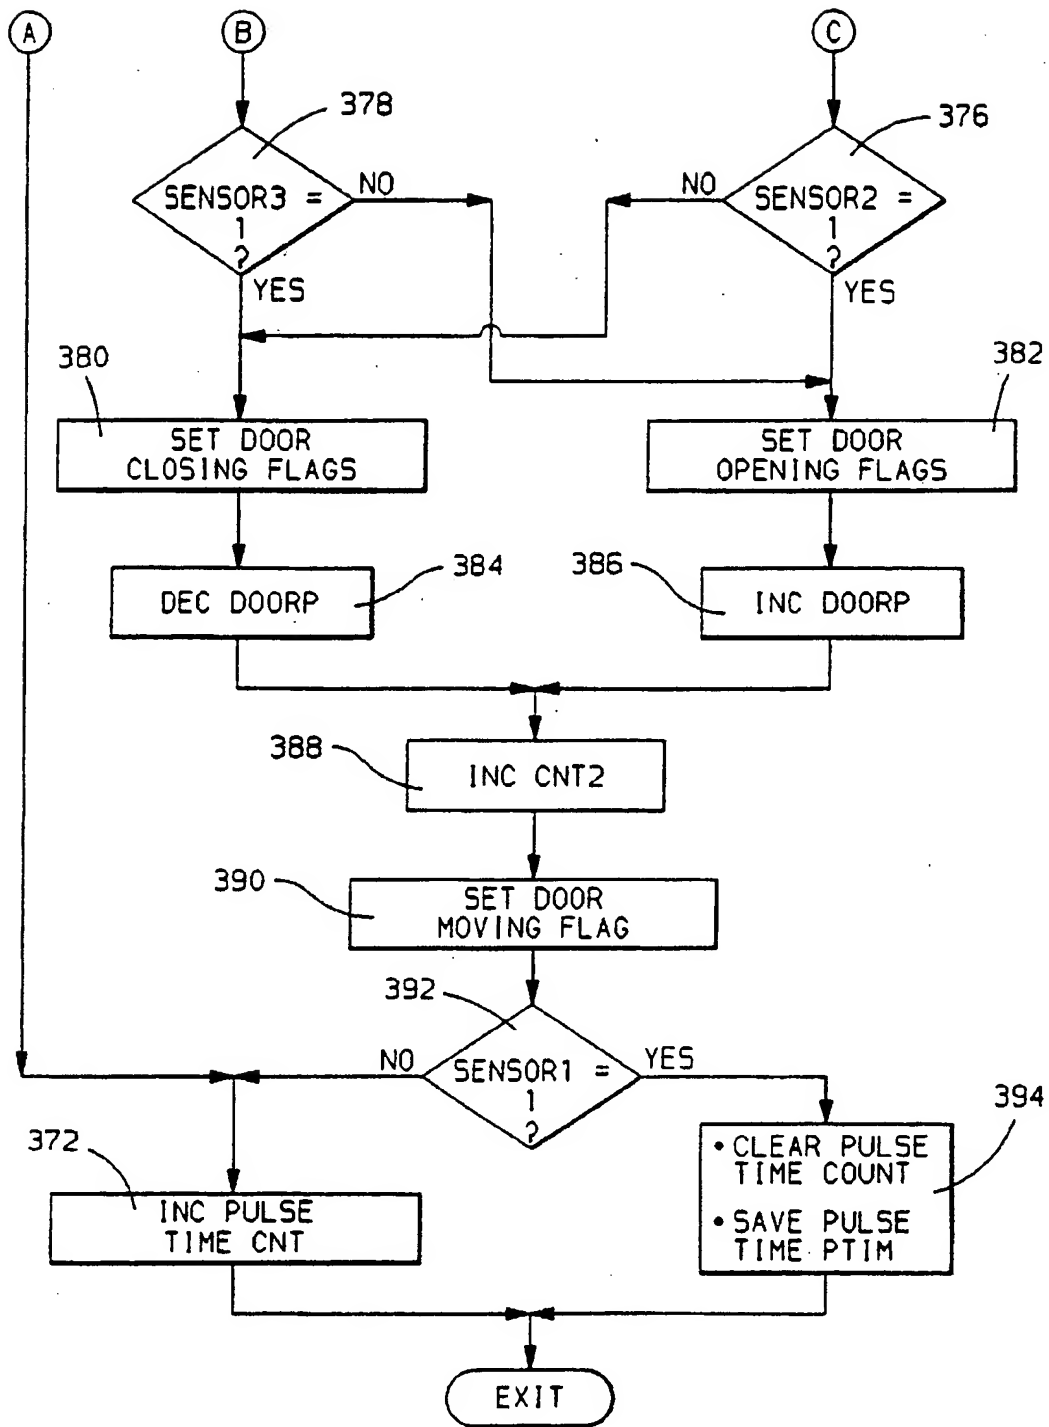 A
B
C
378
376
SENSOR3 =
1
?
NO
YES
NO
SENSOR2 =
1
?
YES
380
382
SET DOOR
CLOSING FLAGS
SET DOOR
OPENING FLAGS
384
386
DEC DOORP
INC DOORP
388
INC CNT2
390
SET DOOR
MOVING FLAG
392
NO
SENSOR1 =
1
?
YES
394
372
INC PULSE
TIME CNT
• CLEAR PULSE
TIME COUNT
• SAVE PULSE
TIME PTIM
EXIT